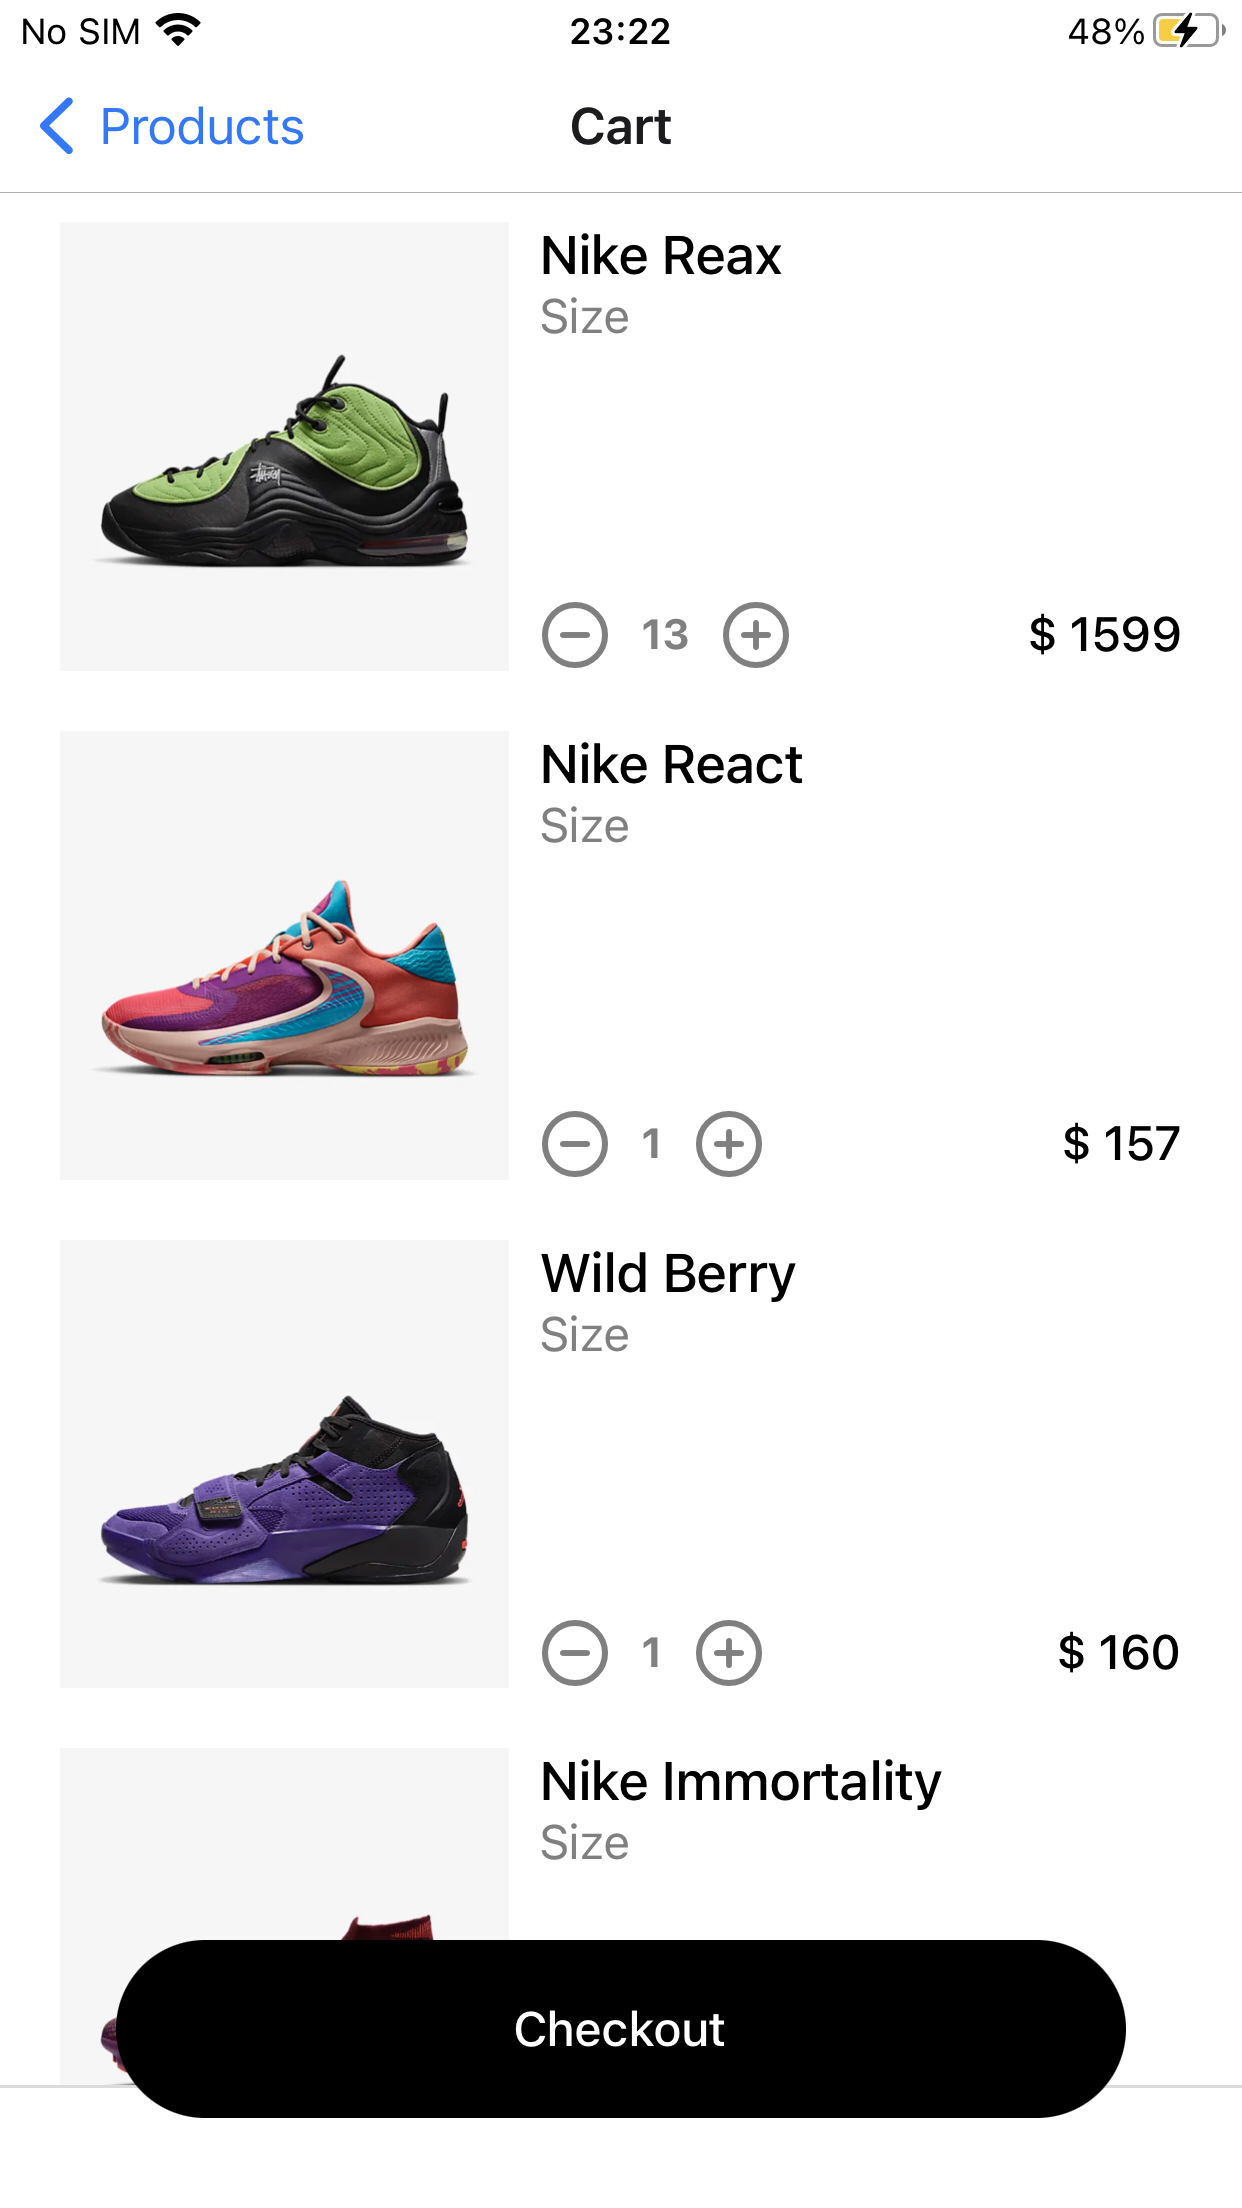 No SIM 23:22 48%
Products Cart
Nike Reax
Size
13 $ 1599
Nike React
Size
1 $ 157
Wild Berry
Size
1 $ 160
Nike Immortality
Size
Checkout